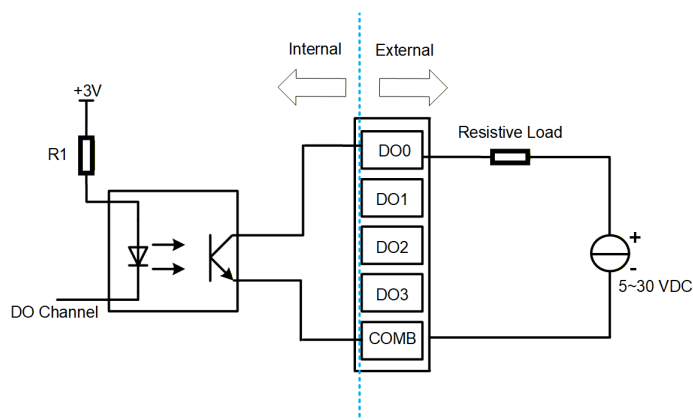 Internal
External
+3V
Resistive Load
R1
DO0
DO1
DO2
DO3
COMB
+
-
5~30 VDC
DO Channel